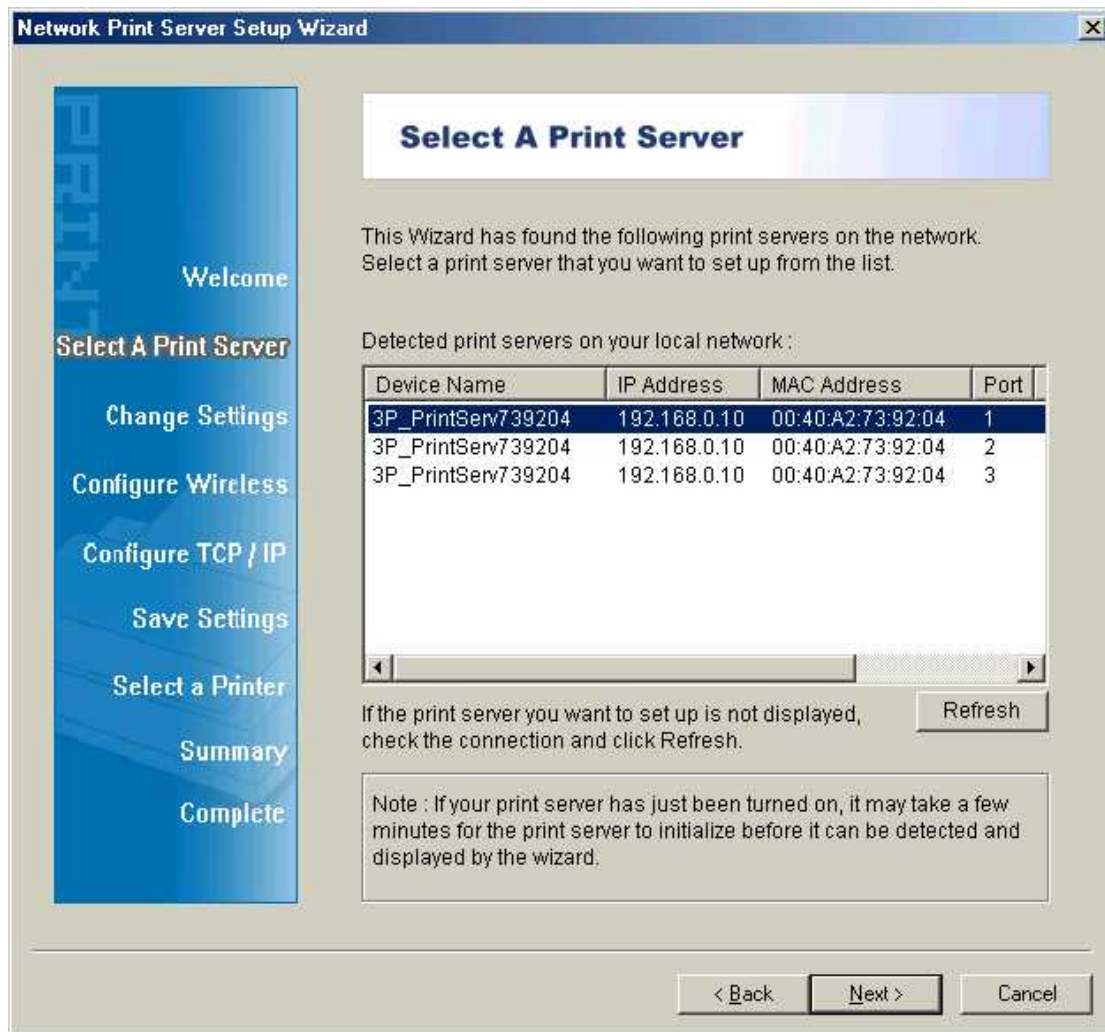 Network Print Server Setup Wizard
PRINT
Welcome
Select A Print Server
Change Settings
Configure Wireless
Configure TCP / IP
Save Settings
Select a Printer
Summary
Complete
Select A Print Server
This Wizard has found the following print servers on the network.
Select a print server that you want to set up from the list.
Detected print servers on your local network :
Device Name IP Address MAC Address Port
3P_PrintServ739204 192.168.0.10 00:40:A2:73:92:04 1
3P_PrintServ739204 192.168.0.10 00:40:A2:73:92:04 2
3P_PrintServ739204 192.168.0.10 00:40:A2:73:92:04 3
If the print server you want to set up is not displayed,
check the connection and click Refresh.
Refresh
Note : If your print server has just been turned on, it may take a few
minutes for the print server to initialize before it can be detected and
displayed by the wizard.
< Back Next > Cancel